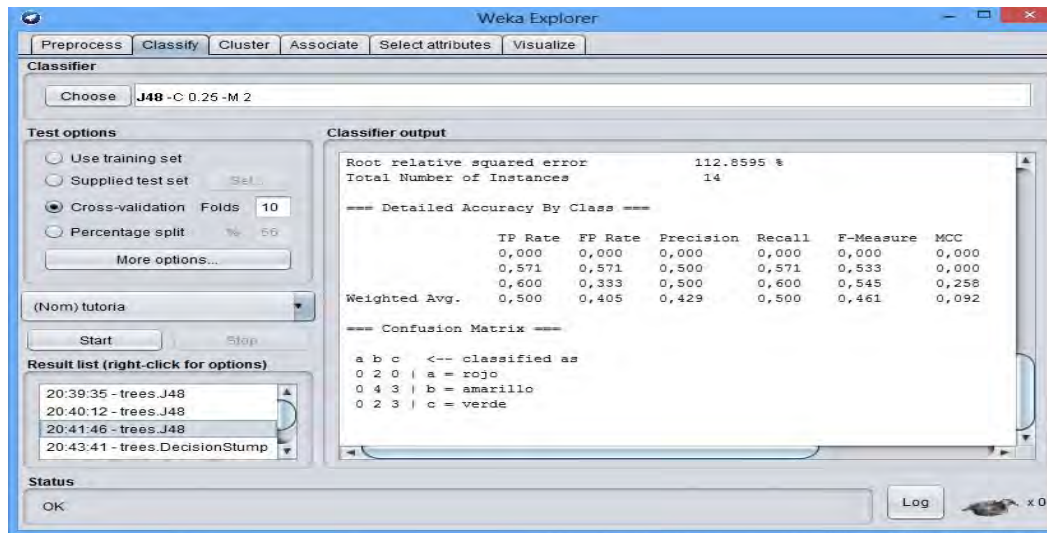 Weka Explorer
Preprocess Classify Cluster Associate Select attributes Visualize
Classifier
Choose J48 -C 0.25 -M 2
Test options
Use training set
Supplied test set Set...
Cross-validation Folds 10
Percentage split % 66
More options...
(Nom) tutoria
Start Stop
Result list (right-click for options)
20:39:35 - trees.J48
20:40:12 - trees.J48
20:41:46 - trees.J48
20:43:41 - trees.DecisionStump
Classifier output
Root relative squared error 112.8595 %
Total Number of Instances 14
=== Detailed Accuracy By Class ===
TP Rate FP Rate Precision Recall F-Measure MCC
0,000 0,000 0,000 0,000 0,000 0,000
0,571 0,571 0,500 0,571 0,533 0,000
0,600 0,333 0,500 0,600 0,545 0,258
Weighted Avg. 0,500 0,405 0,429 0,500 0,461 0,092
=== Confusion Matrix ===
a b c <-- classified as
0 2 0 | a = rojo
0 4 3 | b = amarillo
0 2 3 | c = verde
Status
OK
Log
x 0